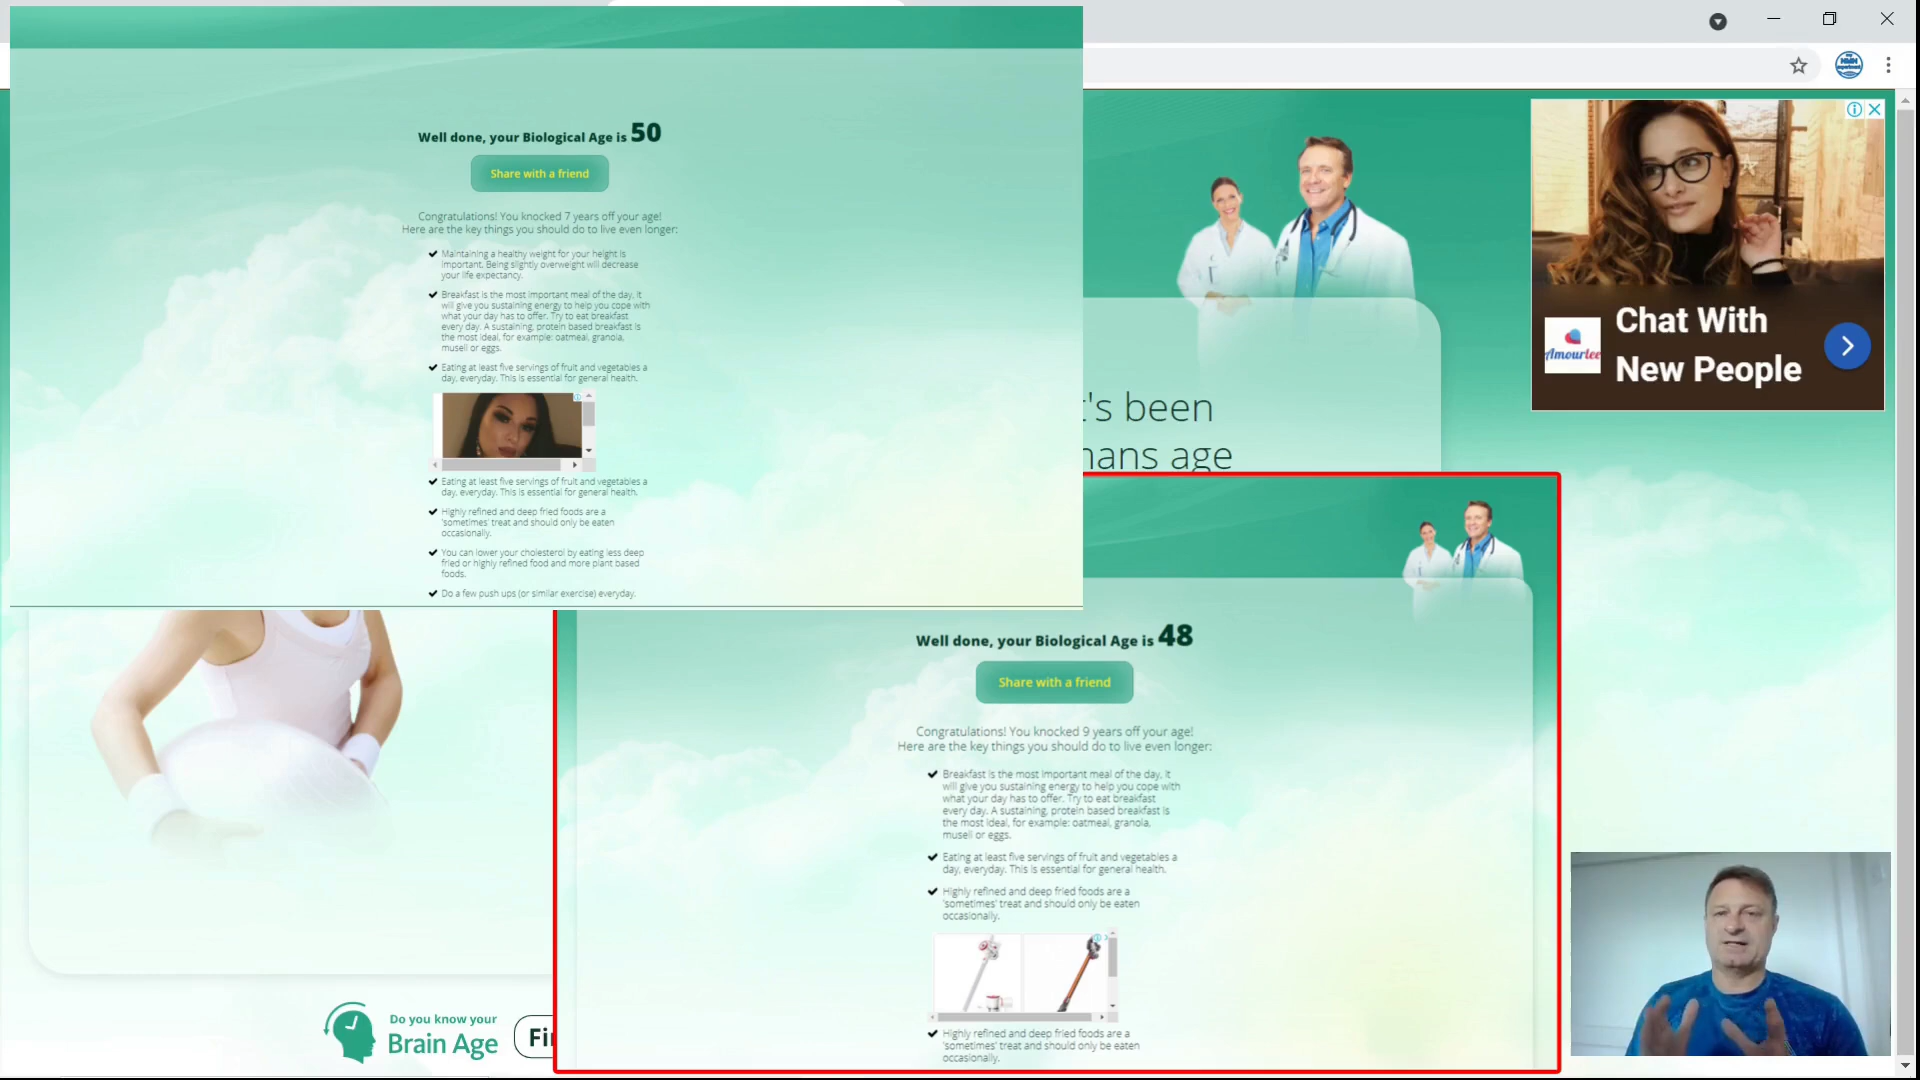 Well done, your Biological Age is 50
Share with a friend
Congratulations! You knocked 7 years off your age!
Here are the key things you should do to live even longer:
Maintaining a healthy weight for your height is
important. Being slightly overweight will decrease
your life expectancy.
Breakfast is the most important meal of the day, it
will give you sustaining energy to help you cope with
what your day has to offer. Try to eat breakfast
every day. A sustaining, protein based breakfast is
the most ideal, for example: oatmeal, granola,
museli or eggs.
Eating at least five servings of fruit and vegetables a
day, everyday. This is essential for general health.
Eating at least five servings of fruit and vegetables a
day, everyday. This is essential for general health.
Highly refined and deep fried foods are a
'sometimes' treat and should only be eaten
occasionally.
You can lower your cholesterol by eating less deep
fried or highly refined food and more plant based
foods.
Do a few push ups (or similar exercise) everyday.
Chat With
New People
Amourlee
's been
mans age
Well done, your Biological Age is 48
Share with a friend
Congratulations! You knocked 9 years off your age!
Here are the key things you should do to live even longer:
Breakfast is the most important meal of the day, it
will give you sustaining energy to help you cope with
what your day has to offer. Try to eat breakfast
every day. A sustaining, protein based breakfast is
the most ideal, for example: oatmeal, granola,
museli or eggs.
Eating at least five servings of fruit and vegetables a
day, everyday. This is essential for general health.
Highly refined and deep fried foods are a
'sometimes' treat and should only be eaten
occasionally.
Highly refined and deep fried foods are a
'sometimes' treat and should only be eaten
occasionally.
Do you know your
Brain Age
Fi